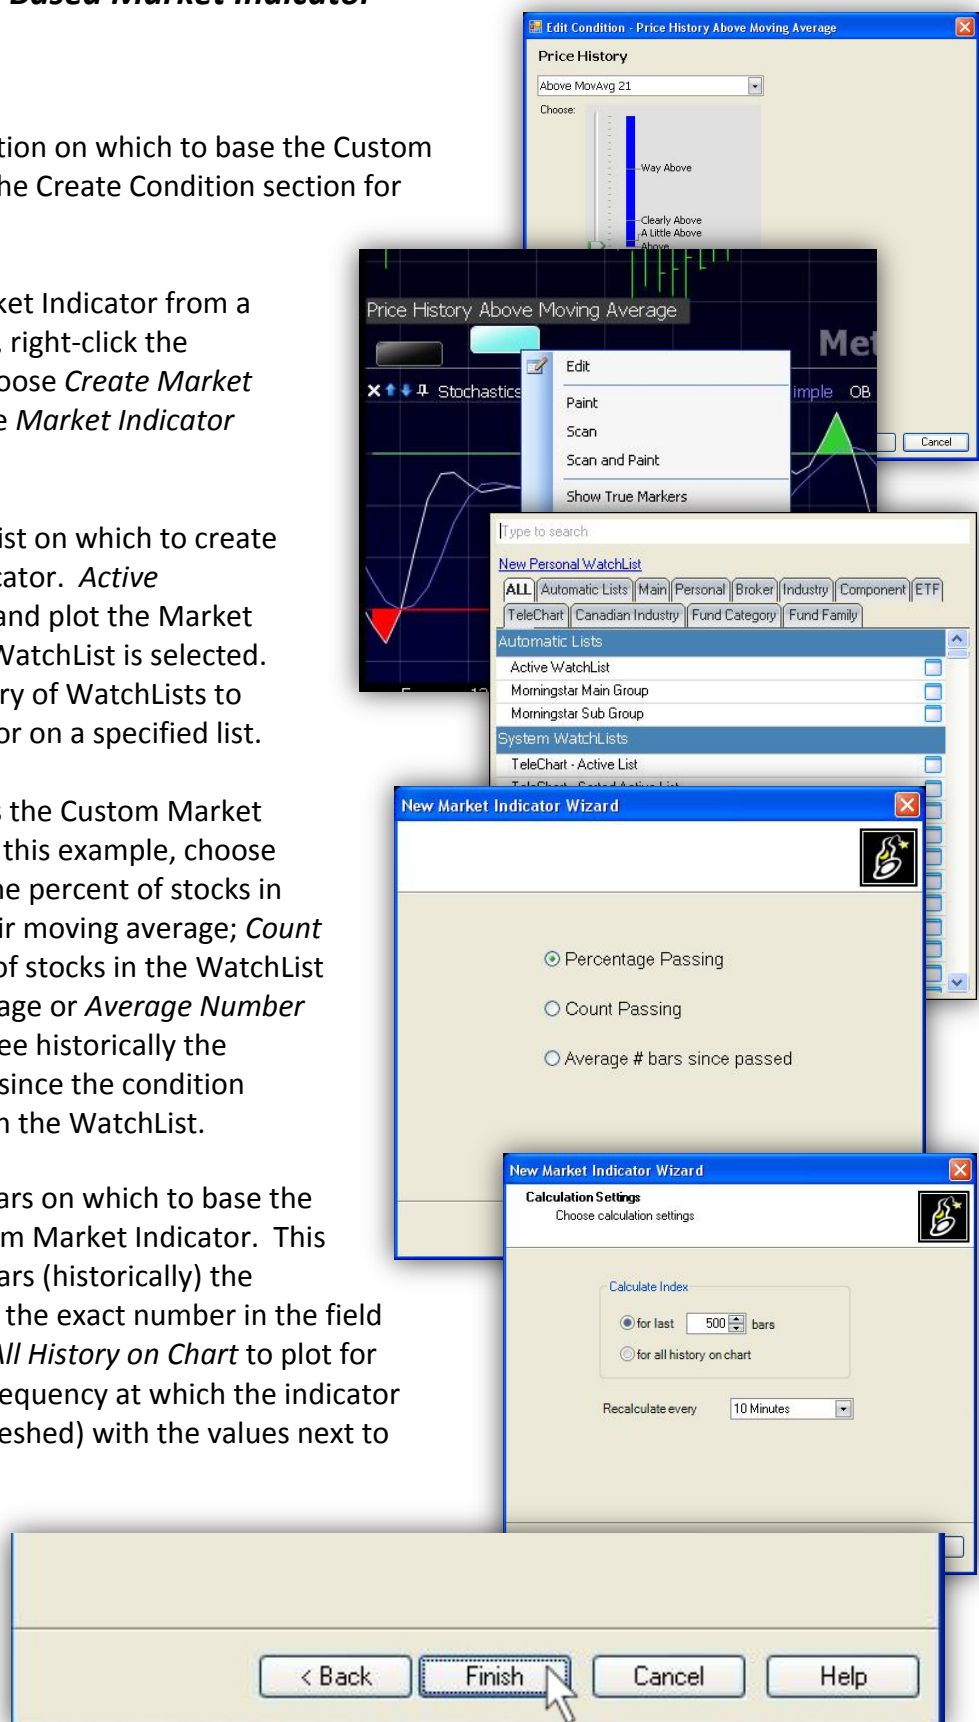 Based Market Indicator
Edit Condition - Price History Above Moving Average
Price History
Above MovAvg 21
Choose:
Way Above
Clearly Above
A Little Above
Above
Cancel
tion on which to base the Custom
he Create Condition section for
ket Indicator from a
, right-click the
oose Create Market
e Market Indicator
Price History Above Moving Average
Met
Stochastics
imple OB
Edit
Paint
Scan
Scan and Paint
Show True Markers
ist on which to create
cator. Active
and plot the Market
WatchList is selected.
ry of WatchLists to
or on a specified list.
Type to search
New Personal WatchList
ALL Automatic Lists Main Personal Broker Industry Component ETF
TeleChart Canadian Industry Fund Category Fund Family
Automatic Lists
Active WatchList
Morningstar Main Group
Morningstar Sub Group
System WatchLists
TeleChart - Active List
s the Custom Market
this example, choose
ne percent of stocks in
ir moving average; Count
of stocks in the WatchList
age or Average Number
ee historically the
since the condition
n the WatchList.
New Market Indicator Wizard
Percentage Passing
Count Passing
Average # bars since passed
ars on which to base the
om Market Indicator. This
ars (historically) the
the exact number in the field
All History on Chart to plot for
equency at which the indicator
eshed) with the values next to
New Market Indicator Wizard
Calculation Settings
Choose calculation settings
Calculate Index
for last 500 bars
for all history on chart
Recalculate every 10 Minutes
< Back Finish Cancel Help